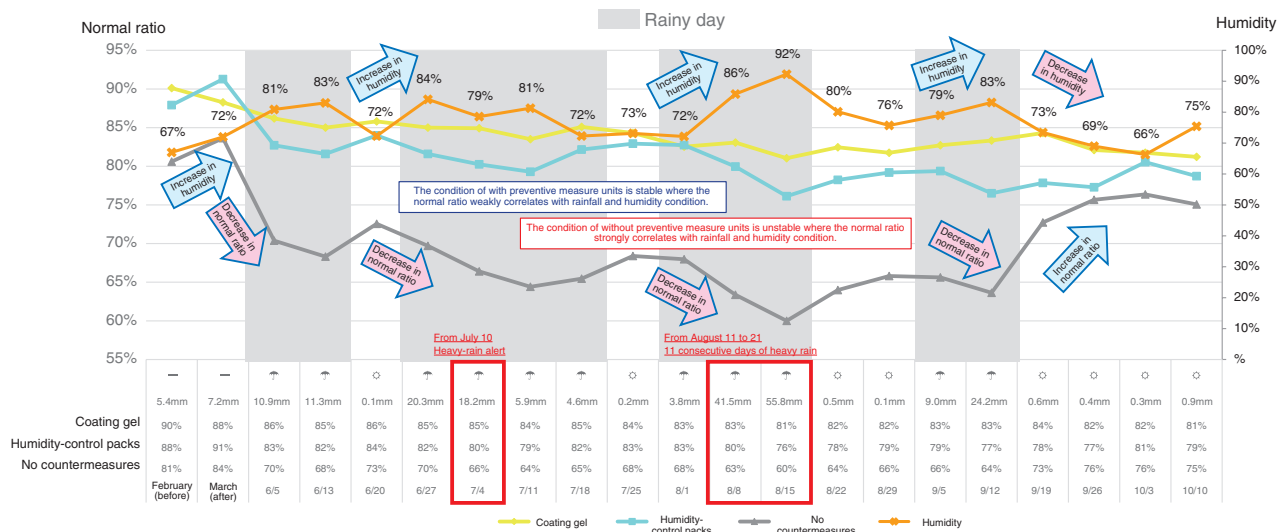 Rainy day
Normal ratio
Humidity
95%
90%
85%
80%
75%
70%
65%
60%
55%
100%
90%
80%
70%
60%
50%
40%
30%
20%
10%
%
67%
72%
81%
83%
72%
84%
79%
81%
72%
73%
72%
86%
92%
80%
76%
79%
83%
73%
69%
66%
75%
Increase in
humidity
Decrease in
normal ratio
Increase in
humidity
Decrease in
normal ratio
Increase in
humidity
Decrease in
normal ratio
Increase in
humidity
Decrease in
normal ratio
Decrease
in humidity
Increase in
normal ratio
The condition of with preventive measure units is stable where the
normal ratio weakly correlates with rainfall and humidity condition.
The condition of without preventive measure units is unstable where the normal ratio
strongly correlates with rainfall and humidity condition.
From July 10
Heavy-rain alert
From August 11 to 21
11 consecutive days of heavy rain
5.4mm 7.2mm 10.9mm 11.3mm 0.1mm 20.3mm 18.2mm 5.9mm 4.6mm 0.2mm 3.8mm 41.5mm 55.8mm 0.5mm 0.1mm 9.0mm 24.2mm 0.6mm 0.4mm 0.3mm 0.9mm
Coating gel 90% 88% 86% 85% 86% 85% 85% 84% 85% 84% 83% 83% 81% 82% 82% 83% 83% 84% 82% 82% 81%
Humidity-control packs 88% 91% 83% 82% 84% 82% 80% 79% 82% 83% 83% 80% 76% 78% 79% 79% 77% 78% 77% 81% 79%
No countermeasures 81% 84% 70% 68% 73% 70% 66% 64% 65% 68% 68% 63% 60% 64% 66% 66% 64% 73% 76% 76% 75%
February (before) March (after) 6/5 6/13 6/20 6/27 7/4 7/11 7/18 7/25 8/1 8/8 8/15 8/22 8/29 9/5 9/12 9/19 9/26 10/3 10/10
Coating gel
Humidity-
control packs
No
countermeasures
Humidity